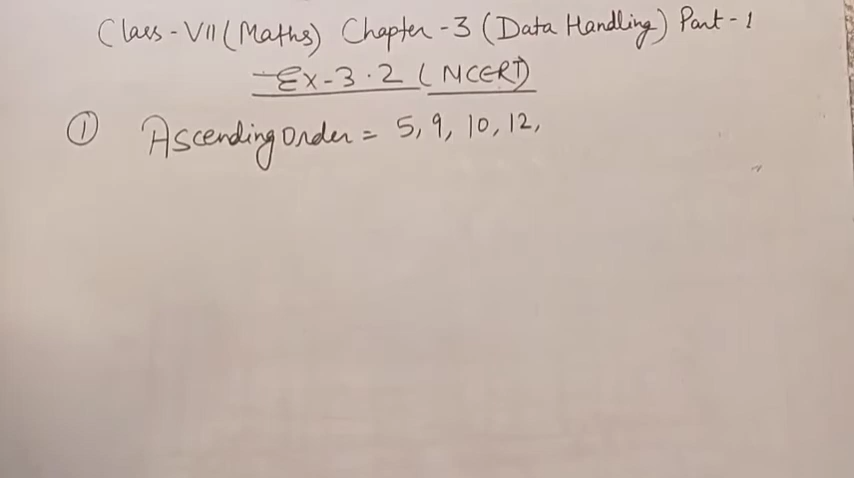 Class - VII (Maths) Chapter - 3 (Data Handling) Part - 1
Ex - 3.2 (NCERT)
① Ascending Order = 5, 9, 10, 12,